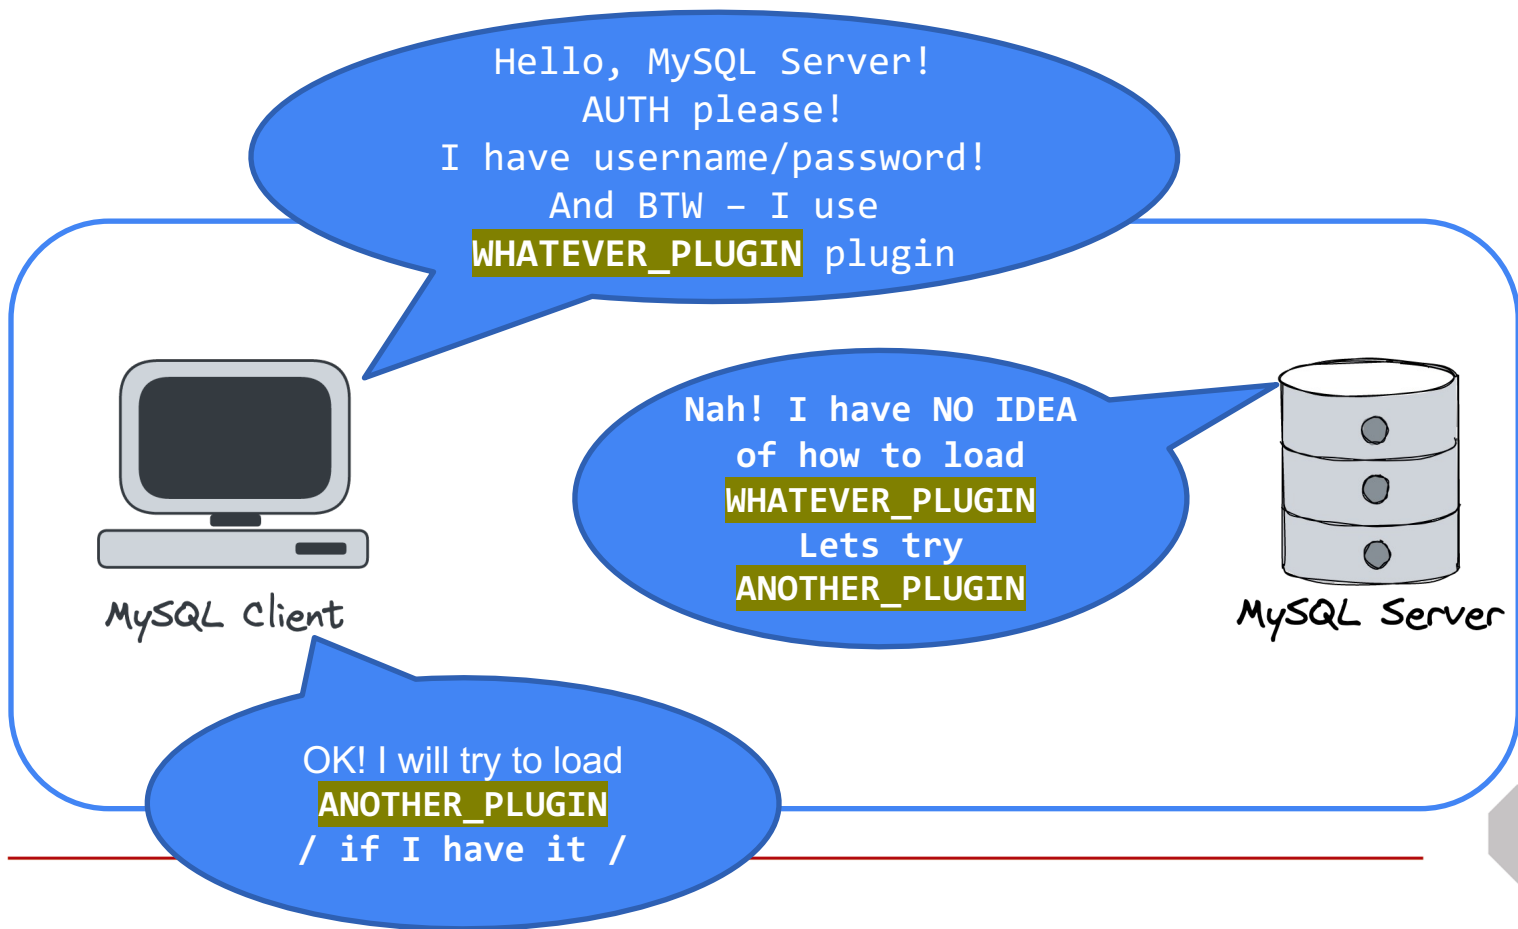 Hello, MySQL Server!
AUTH please!
I have username/password!
And BTW – I use
WHATEVER_PLUGIN plugin
Nah! I have NO IDEA
of how to load
WHATEVER_PLUGIN
Lets try
ANOTHER_PLUGIN
MySQL Client
MySQL Server
OK! I will try to load
ANOTHER_PLUGIN
/ if I have it /